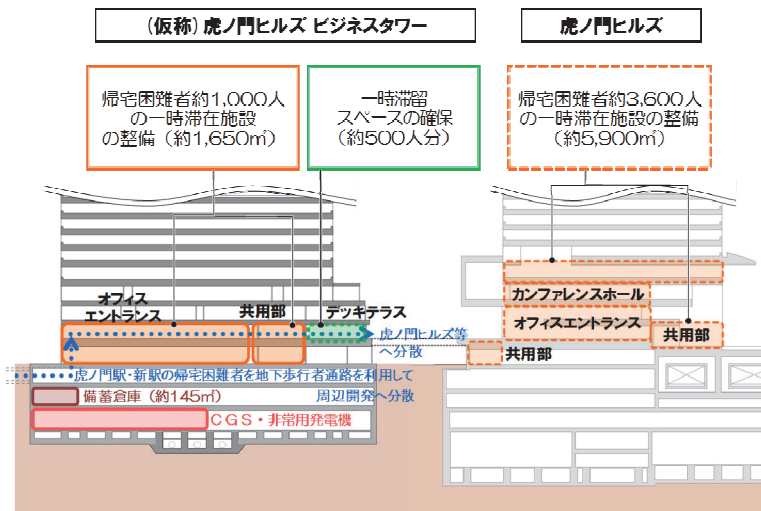 (仮称)虎ノ門ヒルズ ビジネスタワー
虎ノ門ヒルズ
帰宅困難者約1,000人
の一時滞在施設
の整備（約1,650㎡）
一時滞留
スペースの確保
（約500人分）
帰宅困難者約3,600人
の一時滞在施設の整備
（約5,900㎡）
オフィス
エントランス
共用部
デッキテラス
虎ノ門ヒルズ等
へ分散
カンファレンスホール
オフィスエントランス
共用部
共用部
虎ノ門駅・新駅の帰宅困難者を地下歩行者通路を利用して
周辺開発へ分散
備蓄倉庫（約145㎡）
CGS・非常用発電機